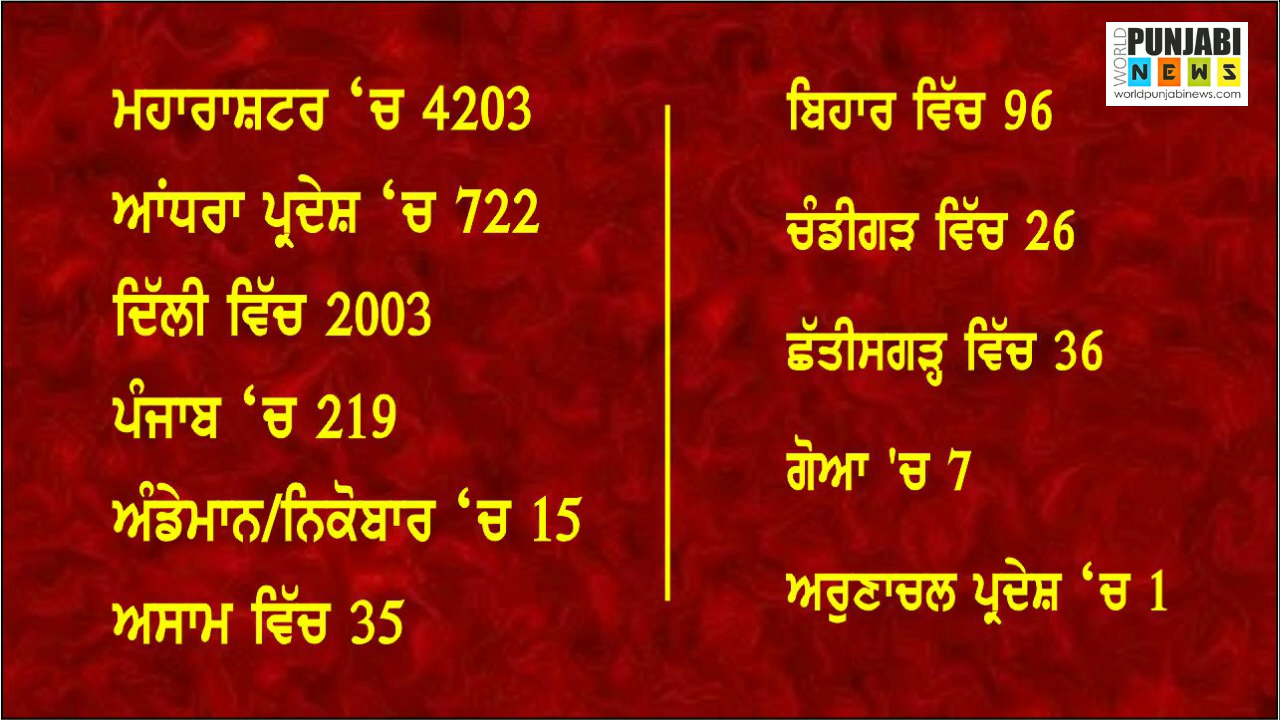 ਮਹਾਰਾਸ਼ਟਰ ‘ਚ 4203
ਆਂਧਰਾ ਪ੍ਰਦੇਸ਼ ‘ਚ 722
ਦਿੱਲੀ ਵਿੱਚ 2003
ਪੰਜਾਬ ‘ਚ 219
ਅੰਡੇਮਾਨ/ਨਿਕੋਬਾਰ ‘ਚ 15
ਅਸਾਮ ਵਿੱਚ 35
WORLD
PUNJABI
NEWS
worldpunjabinews.com
ਬਿਹਾਰ ਵਿੱਚ 96
ਚੰਡੀਗੜ ਵਿੱਚ 26
ਛੱਤੀਸਗੜ੍ਹ ਵਿੱਚ 36
ਗੋਆ 'ਚ 7
ਅਰੁਣਾਚਲ ਪ੍ਰਦੇਸ਼ ‘ਚ 1